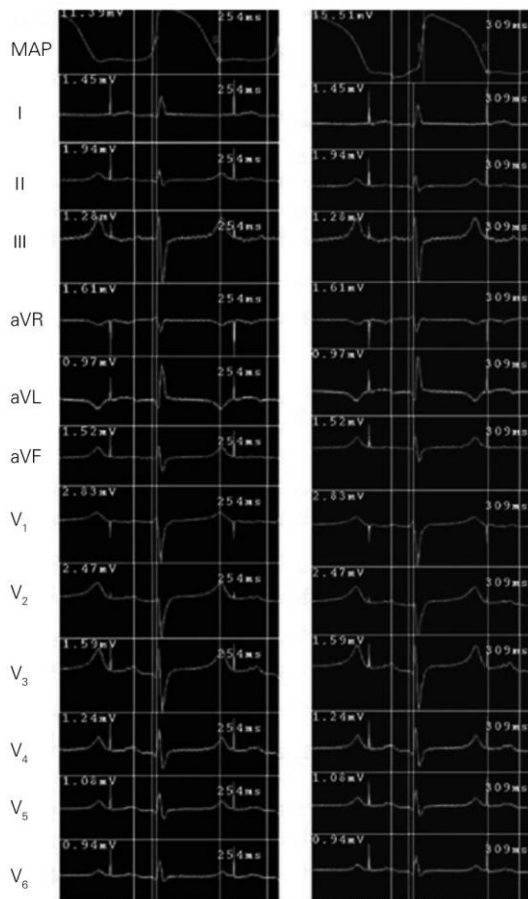 11.39mV 254ms 15.51mV 309ms
MAP
1.45mV 254ms 1.45mV 309ms
I
1.94mV 254ms 1.94mV 309ms
II
1.28mV 254ms 1.28mV 309ms
III
1.61mV 254ms 1.61mV 309ms
aVR
0.97mV 254ms 0.97mV 309ms
aVL
1.52mV 254ms 1.52mV 309ms
aVF
2.83mV 254ms 2.83mV 309ms
V1
2.47mV 254ms 2.47mV 309ms
V2
1.59mV 254ms 1.59mV 309ms
V3
1.24mV 254ms 1.24mV 309ms
V4
1.08mV 254ms 1.08mV 309ms
V5
0.94mV 254ms 0.94mV 309ms
V6